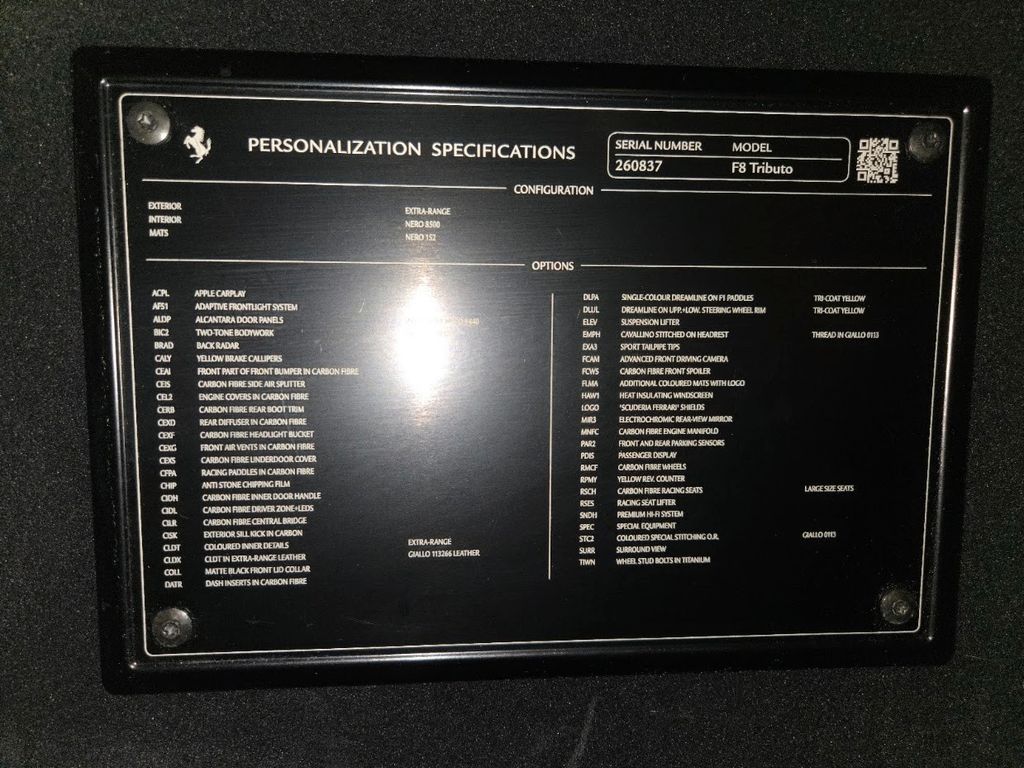 PERSONALIZATION SPECIFICATIONS
SERIAL NUMBER MODEL
260837 F8 Tributo
CONFIGURATION
EXTERIOR EXTRA-RANGE
INTERIOR NERO 8500
MATS NERO 152
OPTIONS
ACPL APPLE CARPLAY
AFS1 ADAPTIVE FRONTLIGHT SYSTEM
ALDP ALCANTARA DOOR PANELS
BIC2 TWO-TONE BODYWORK
BRAD BACK RADAR
CALY YELLOW BRAKE CALLIPERS
CEA1 FRONT PART OF FRONT BUMPER IN CARBON FIBRE
CEIS CARBON FIBRE SIDE AIR SPLITTER
CEL2 ENGINE COVERS IN CARBON FIBRE
CERB CARBON FIBRE REAR BOOT TRIM
CEXD REAR DIFFUSER IN CARBON FIBRE
CEXF CARBON FIBRE HEADLIGHT BUCKET
CEXG FRONT AIR VENTS IN CARBON FIBRE
CEXS CARBON FIBRE UNDERDOOR COVER
CFPA RACING PADDLES IN CARBON FIBRE
CHIP ANTI STONE CHIPPING FILM
CIDH CARBON FIBRE INNER DOOR HANDLE
CIDL CARBON FIBRE DRIVER ZONE+LEDS
CILR CARBON FIBRE CENTRAL BRIDGE
CISK EXTERIOR SILL KICK IN CARBON
CLDT COLOURED INNER DETAILS EXTRA-RANGE
CLDX CLDT IN EXTRA-RANGE LEATHER GIALLO 113266 LEATHER
COLL MATTE BLACK FRONT LID COLLAR
DATR DASH INSERTS IN CARBON FIBRE
DLPA SINGLE-COLOUR DREAMLINE ON F1 PADDLES TRI-COAT YELLOW
DLUL DREAMLINE ON UPP.+LOW. STEERING WHEEL RIM TRI-COAT YELLOW
ELEV SUSPENSION LIFTER
EMPH CAVALLINO STITCHED ON HEADREST THREAD IN GIALLO 0113
EXA3 SPORT TAILPIPE TIPS
FCAM ADVANCED FRONT DRIVING CAMERA
FCWS CARBON FIBRE FRONT SPOILER
FLMA ADDITIONAL COLOURED MATS WITH LOGO
HAW1 HEAT INSULATING WINDSCREEN
LOGO 'SCUDERIA FERRARI' SHIELDS
MIR3 ELECTROCHROMIC REAR-VIEW MIRROR
MNFC CARBON FIBRE ENGINE MANIFOLD
PAR2 FRONT AND REAR PARKING SENSORS
PDIS PASSENGER DISPLAY
RMCF CARBON FIBRE WHEELS
RPMY YELLOW REV. COUNTER
RSCH CARBON FIBRE RACING SEATS LARGE SIZE SEATS
RSES RACING SEAT LIFTER
SNDH PREMIUM HI-FI SYSTEM
SPEC SPECIAL EQUIPMENT
STC2 COLOURED SPECIAL STITCHING O.R. GIALLO 0113
SURR SURROUND VIEW
TIWN WHEEL STUD BOLTS IN TITANIUM